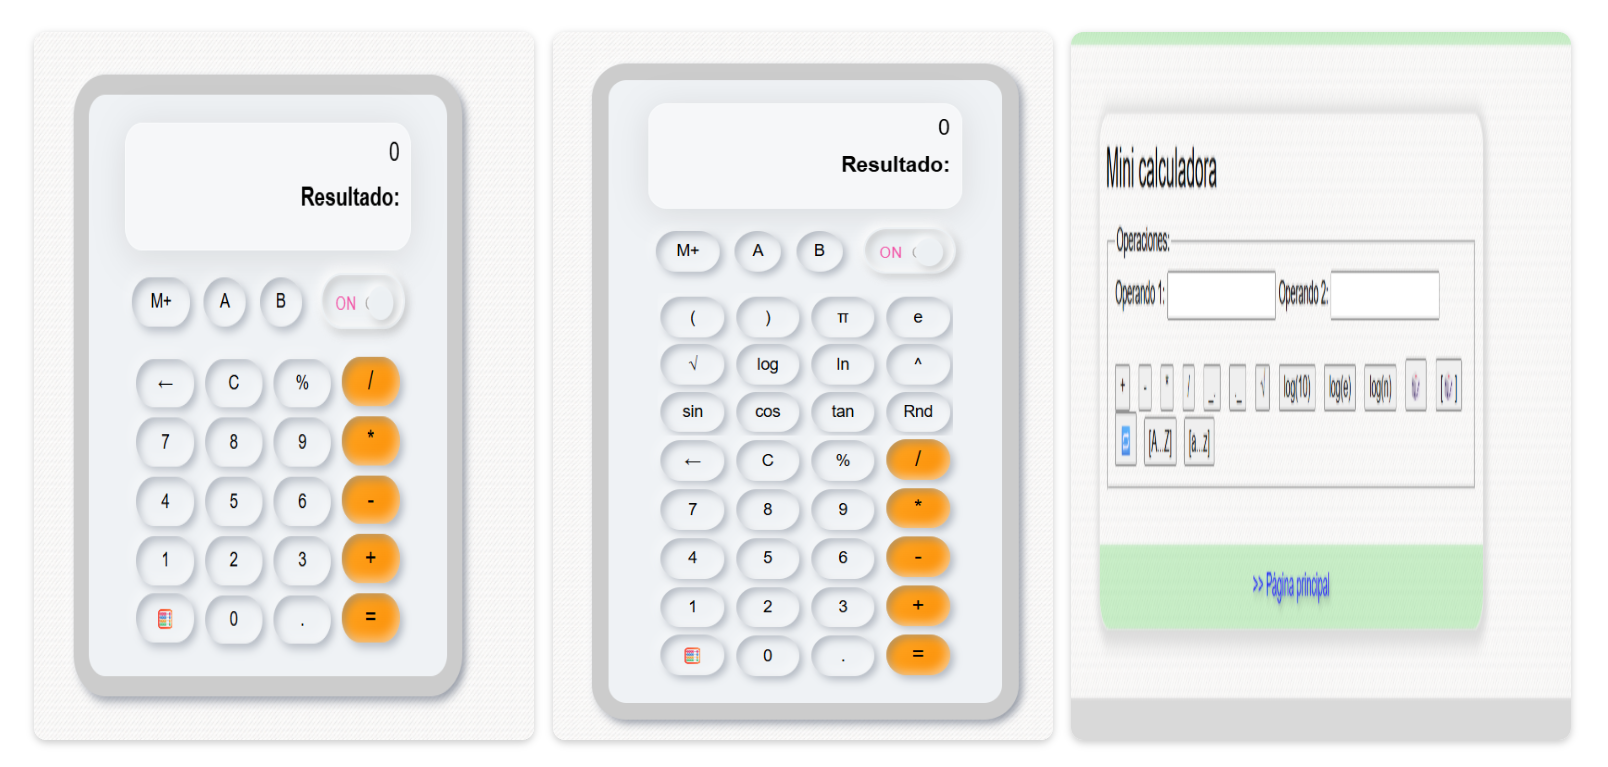 0
Resultado:
M+ A B ON
← C % /
7 8 9 *
4 5 6 -
1 2 3 +
0 . =
0
Resultado:
M+ A B ON
( ) π e
√ log ln ^
sin cos tan Rnd
← C % /
7 8 9 *
4 5 6 -
1 2 3 +
0 . =
Mini calculadora
Operaciones:
Operando 1: Operando 2:
+ - * / _. ._ √ log(10) log(e) log(n)
[A...Z] [a...z]
>> Página principal